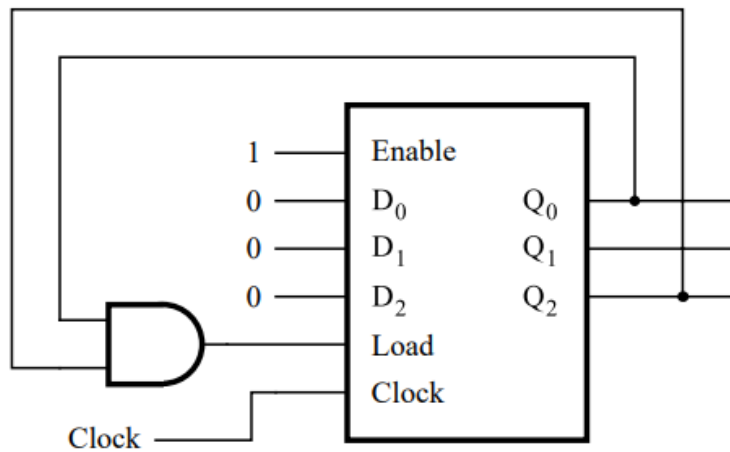 1 Enable
0 D₀ Q₀
0 D₁ Q₁
0 D₂ Q₂
Load
Clock
Clock